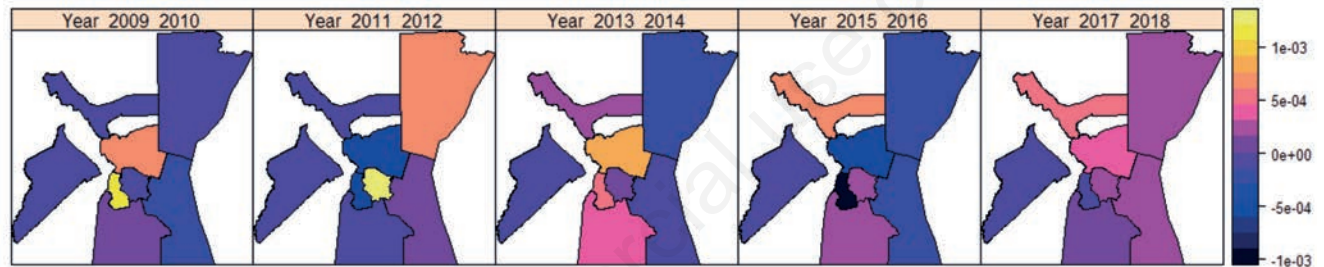 Year 2009 2010
Year 2011 2012
Year 2013 2014
Year 2015 2016
Year 2017 2018
1e-03
5e-04
0e+00
-5e-04
-1e-03